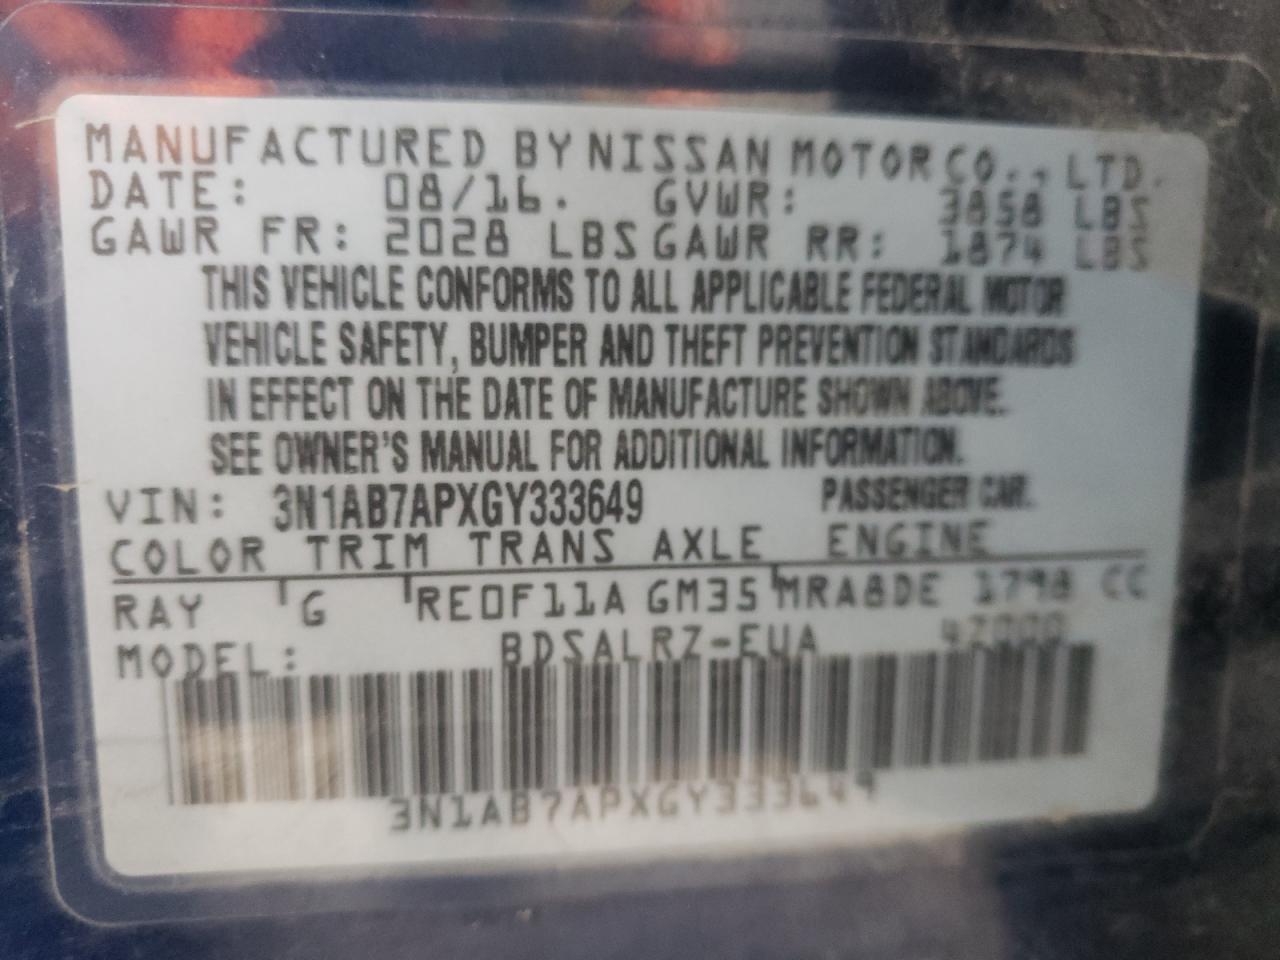 MANUFACTURED BY NISSAN MOTOR CO., LTD.
DATE: 08/16. GVWR: 3858 LBS
GAWR FR: 2028 LBS GAWR RR: 1874 LBS
THIS VEHICLE CONFORMS TO ALL APPLICABLE FEDERAL MOTOR
VEHICLE SAFETY, BUMPER AND THEFT PREVENTION STANDARDS
IN EFFECT ON THE DATE OF MANUFACTURE SHOWN ABOVE.
SEE OWNER'S MANUAL FOR ADDITIONAL INFORMATION.
VIN: 3N1AB7APXGY333649 PASSENGER CAR.
COLOR TRIM TRANS AXLE ENGINE
RAY G RE0F11A GM35 MRA8DE 1798 CC
MODEL: BDSALRZ-EUA 42000
3N1AB7APXGY333649